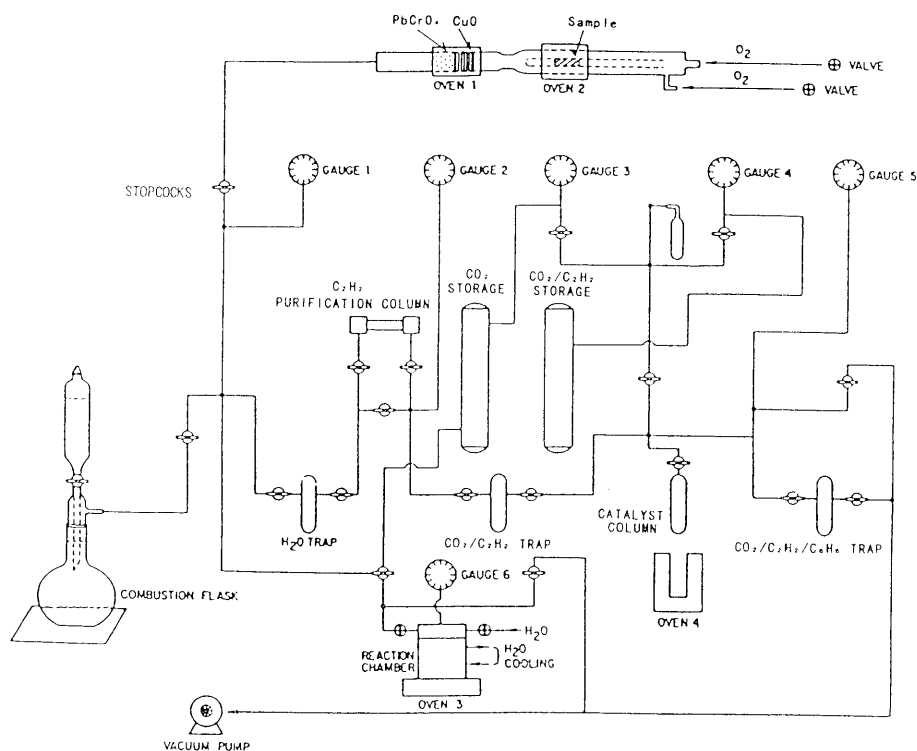 PbCrO₄ CuO
Sample
O₂
VALVE
O₂
VALVE
OVEN 1
OVEN 2
GAUGE 1
GAUGE 2
GAUGE 3
GAUGE 4
GAUGE 5
STOPCOCKS
C₂H₂
PURIFICATION COLUMN
CO₂
STORAGE
CO₂/C₂H₂
STORAGE
H₂O TRAP
CO₂/C₂H₂ TRAP
CATALYST
COLUMN
CO₂/C₂H₂/C₆H₆ TRAP
COMBUSTION FLASK
GAUGE 6
OVEN 4
H₂O
REACTION
CHAMBER
H₂O
COOLING
OVEN 3
VACUUM PUMP